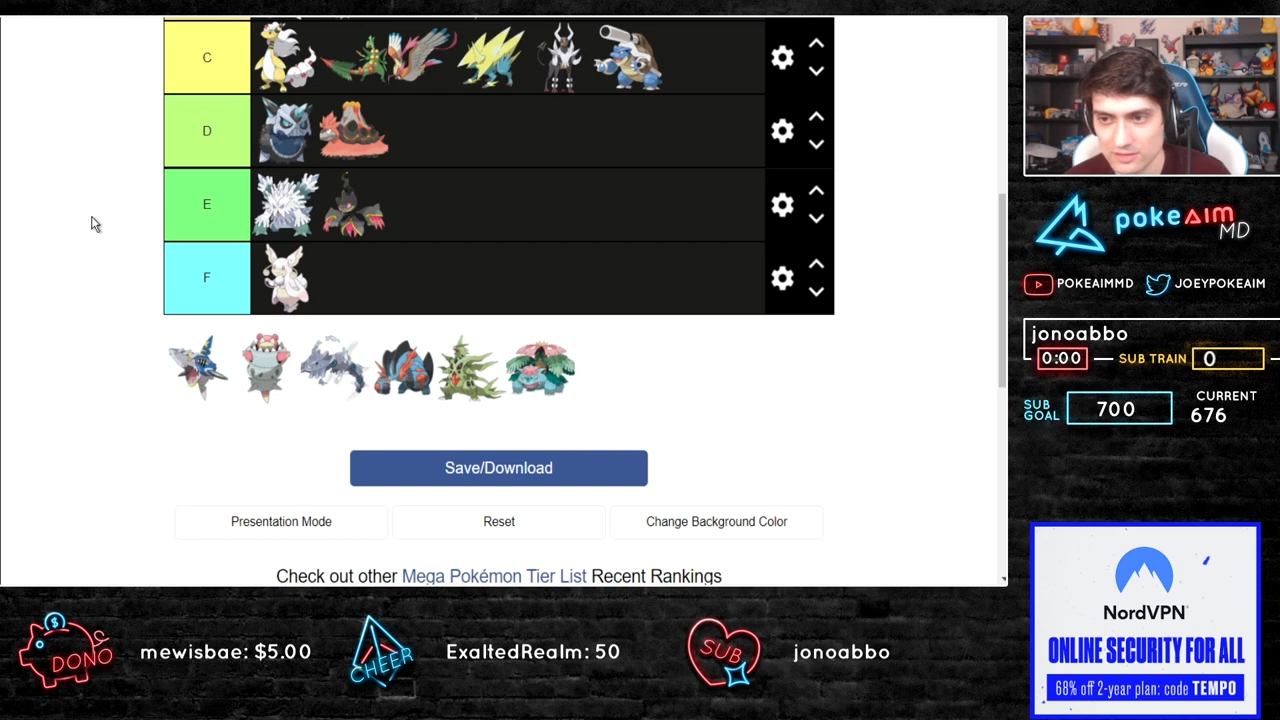 C
D
E
F
Save/Download
Presentation Mode
Reset
Change Background Color
Check out other Mega Pokémon Tier List Recent Rankings
pokeAIM
MD
POKEAIMMD
JOEYPOKEAIM
jonoabbo
0:00
SUB TRAIN
0
SUB
GOAL
700
CURRENT
676
NordVPN
ONLINE SECURITY FOR ALL
68% off 2-year plan: code TEMPO
DONO
mewisbae: $5.00
CHEER
ExaltedRealm: 50
SUB
jonoabbo